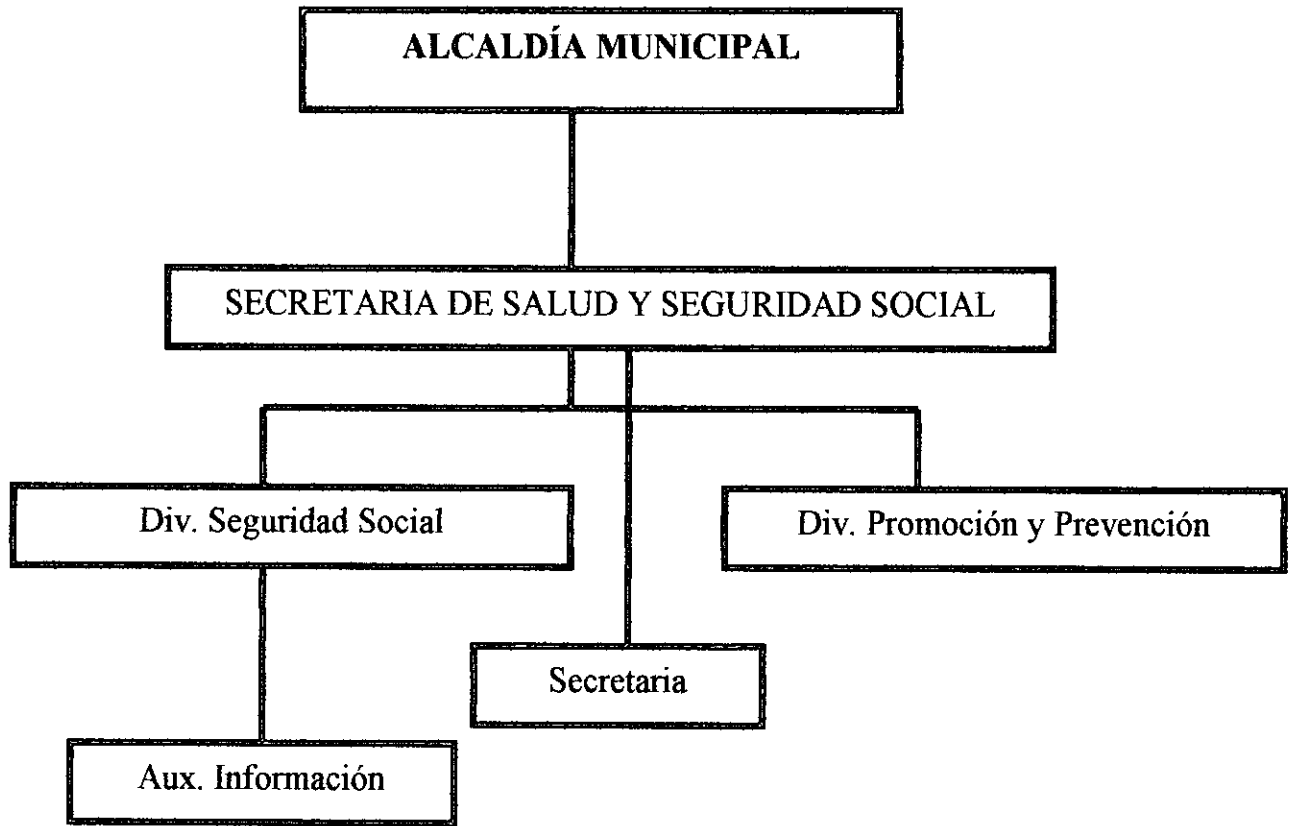 ALCALDÍA MUNICIPAL
SECRETARIA DE SALUD Y SEGURIDAD SOCIAL
Div. Seguridad Social
Div. Promoción y Prevención
Secretaria
Aux. Información